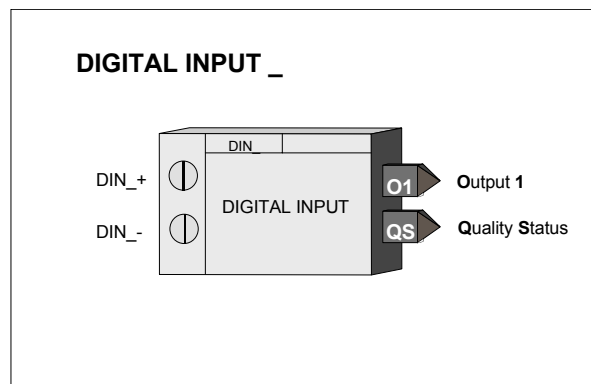 DIGITAL INPUT _
DIN_
DIN_+
DIGITAL INPUT
DIN_-
O1
Output 1
QS
Quality Status